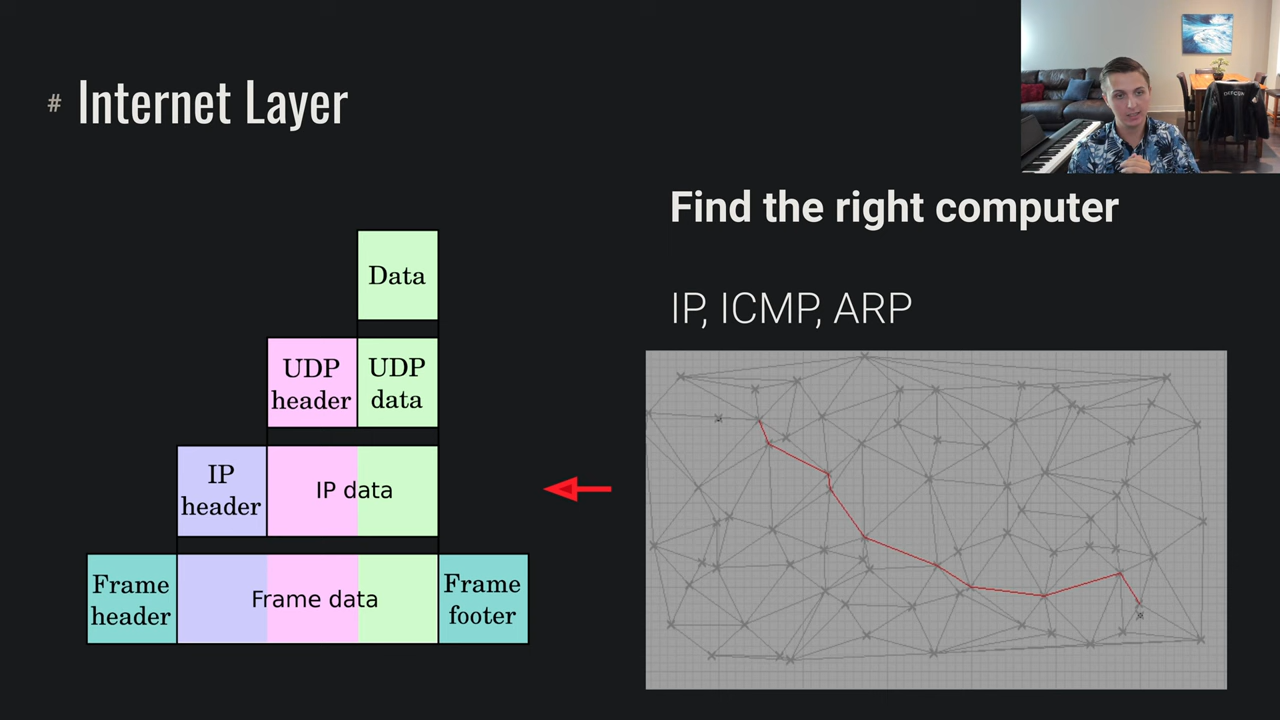 # Internet Layer
Find the right computer
IP, ICMP, ARP
Data
UDP
header
UDP
data
IP
header
IP data
Frame
header
Frame data
Frame
footer
DEFCON